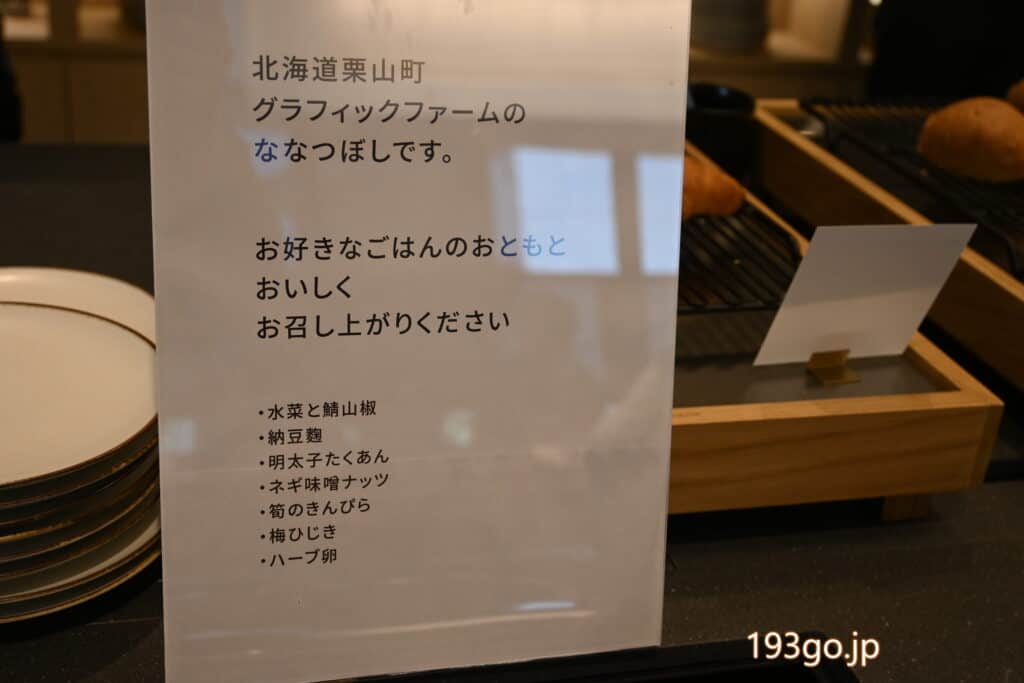 北海道栗山町
グラフィックファームの
ななつぼしです。
お好きなごはんのおともと
おいしく
お召し上がりください
・水菜と鯖山椒
・納豆麹
・明太子たくあん
・ネギ味噌ナッツ
・筍のきんぴら
・梅ひじき
・ハーブ卵
193go.jp